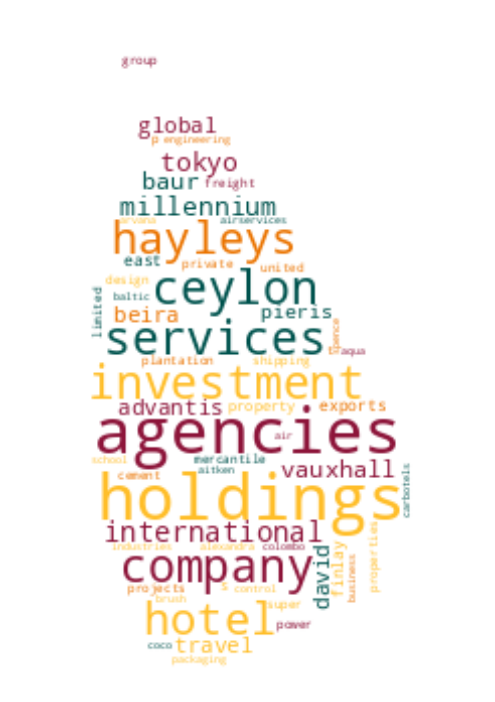 group
global
p engineering
tokyo
baur freight
millennium
arvana airservices
hayleys
east private united
design ceylon
limited baltic
beira pieris
services
spence aqua
plantation shipping
investment
advantis property exports
agencies
air
school mercantile
aitken vauxhall
cement
carbotels
holdings
international
industries alexandra colombo
company
david finlay business properties
projects s control
brush super
hotel power
coco travel
packaging